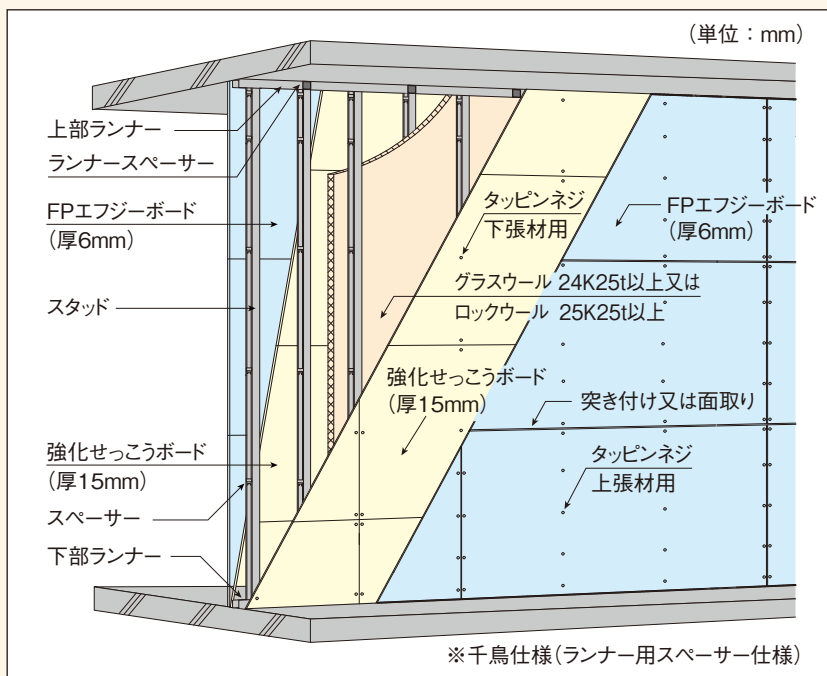 (単位：mm)
上部ランナー
ランナースペーサー
FPエフジーボード
(厚6mm)
スタッド
強化せっこうボード
(厚15mm)
スペーサー
下部ランナー
タッピンネジ
下張材用
FPエフジーボード
(厚6mm)
グラスウール 24K25t以上又は
ロックウール 25K25t以上
強化せっこうボード
(厚15mm)
突き付け又は面取り
タッピンネジ
上張材用
※千鳥仕様(ランナー用スペーサー仕様)